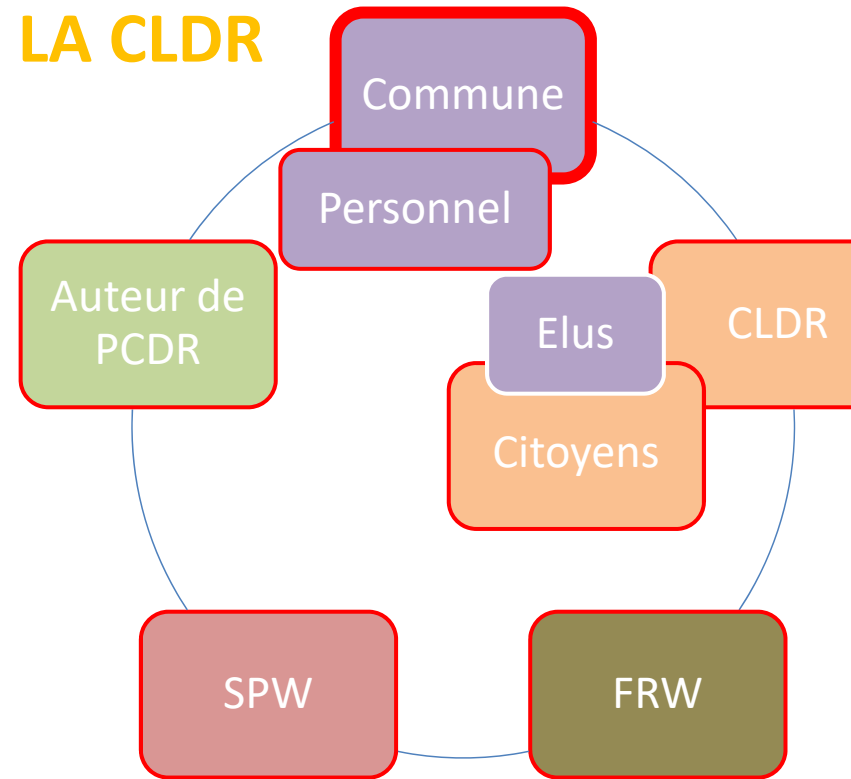 LA CLDR
Commune
Personnel
Auteur de
PCDR
Elus
CLDR
Citoyens
SPW
FRW